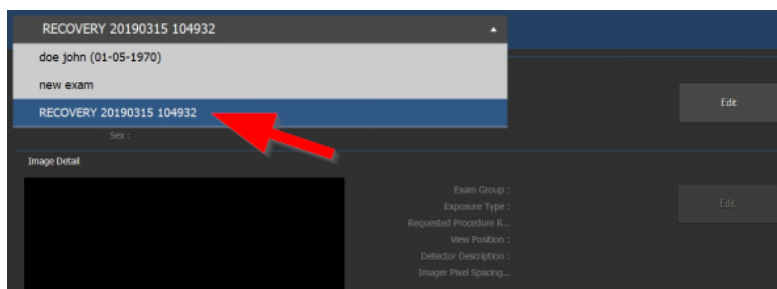 RECOVERY 20190315 104932
doe john (01-05-1970)
new exam
RECOVERY 20190315 104932
Edit
Sex :
Image Detail
Exam Group :
Edit
Exposure Type :
Requested Procedure R...
View Position :
Detector Description :
Imager Pixel Spacing...